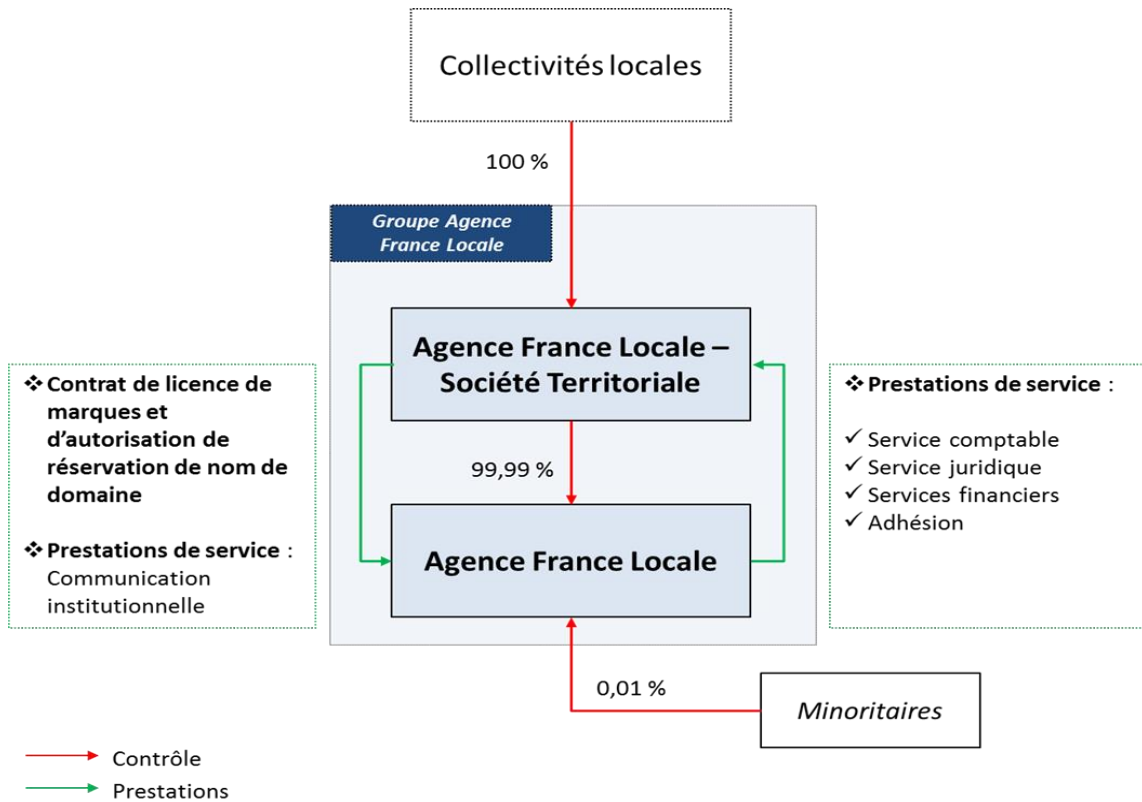 Collectivités locales
100 %
Groupe Agence
France Locale
Agence France Locale –
Société Territoriale
❖ Contrat de licence de
marques et
d'autorisation de
réservation de nom de
domaine
❖ Prestations de service :
Communication
institutionnelle
99,99 %
❖ Prestations de service :
✓ Service comptable
✓ Service juridique
✓ Services financiers
✓ Adhésion
Agence France Locale
0,01 %
Minoritaires
Contrôle
Prestations